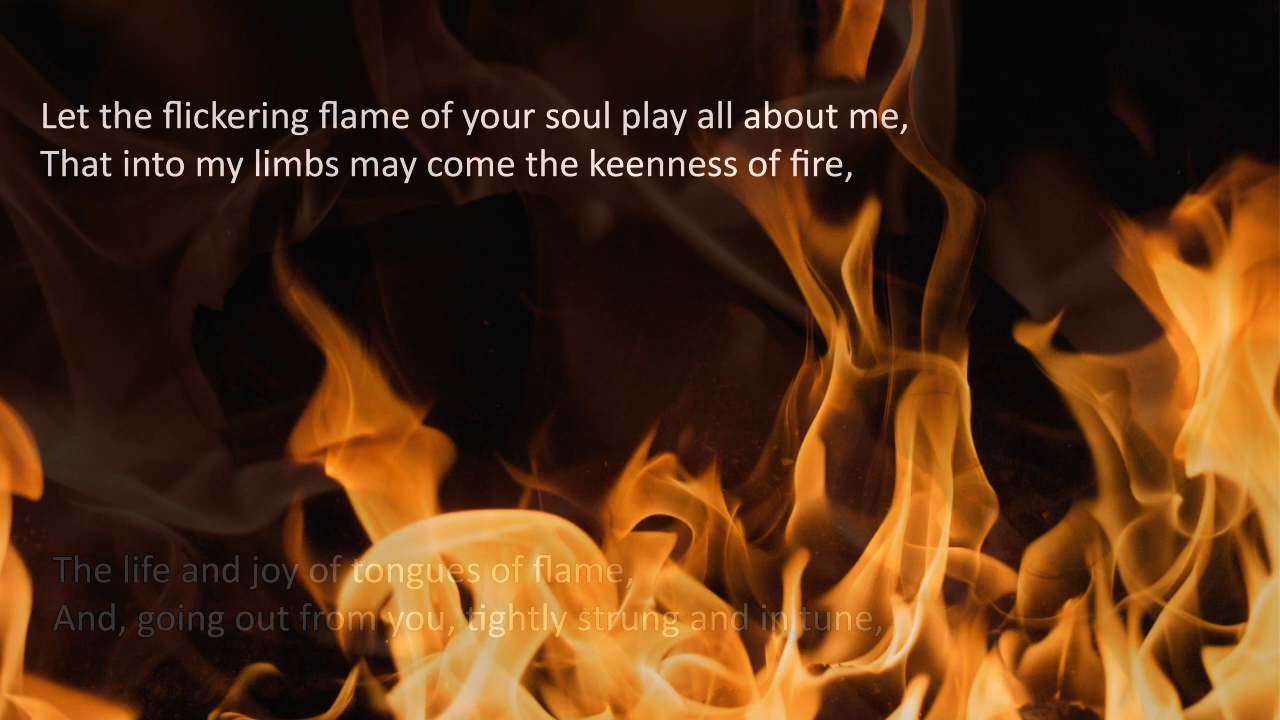 Let the flickering flame of your soul play all about me,
That into my limbs may come the keenness of fire,
The life and joy of tongues of flame,
And, going out from you, tightly strung and in tune,